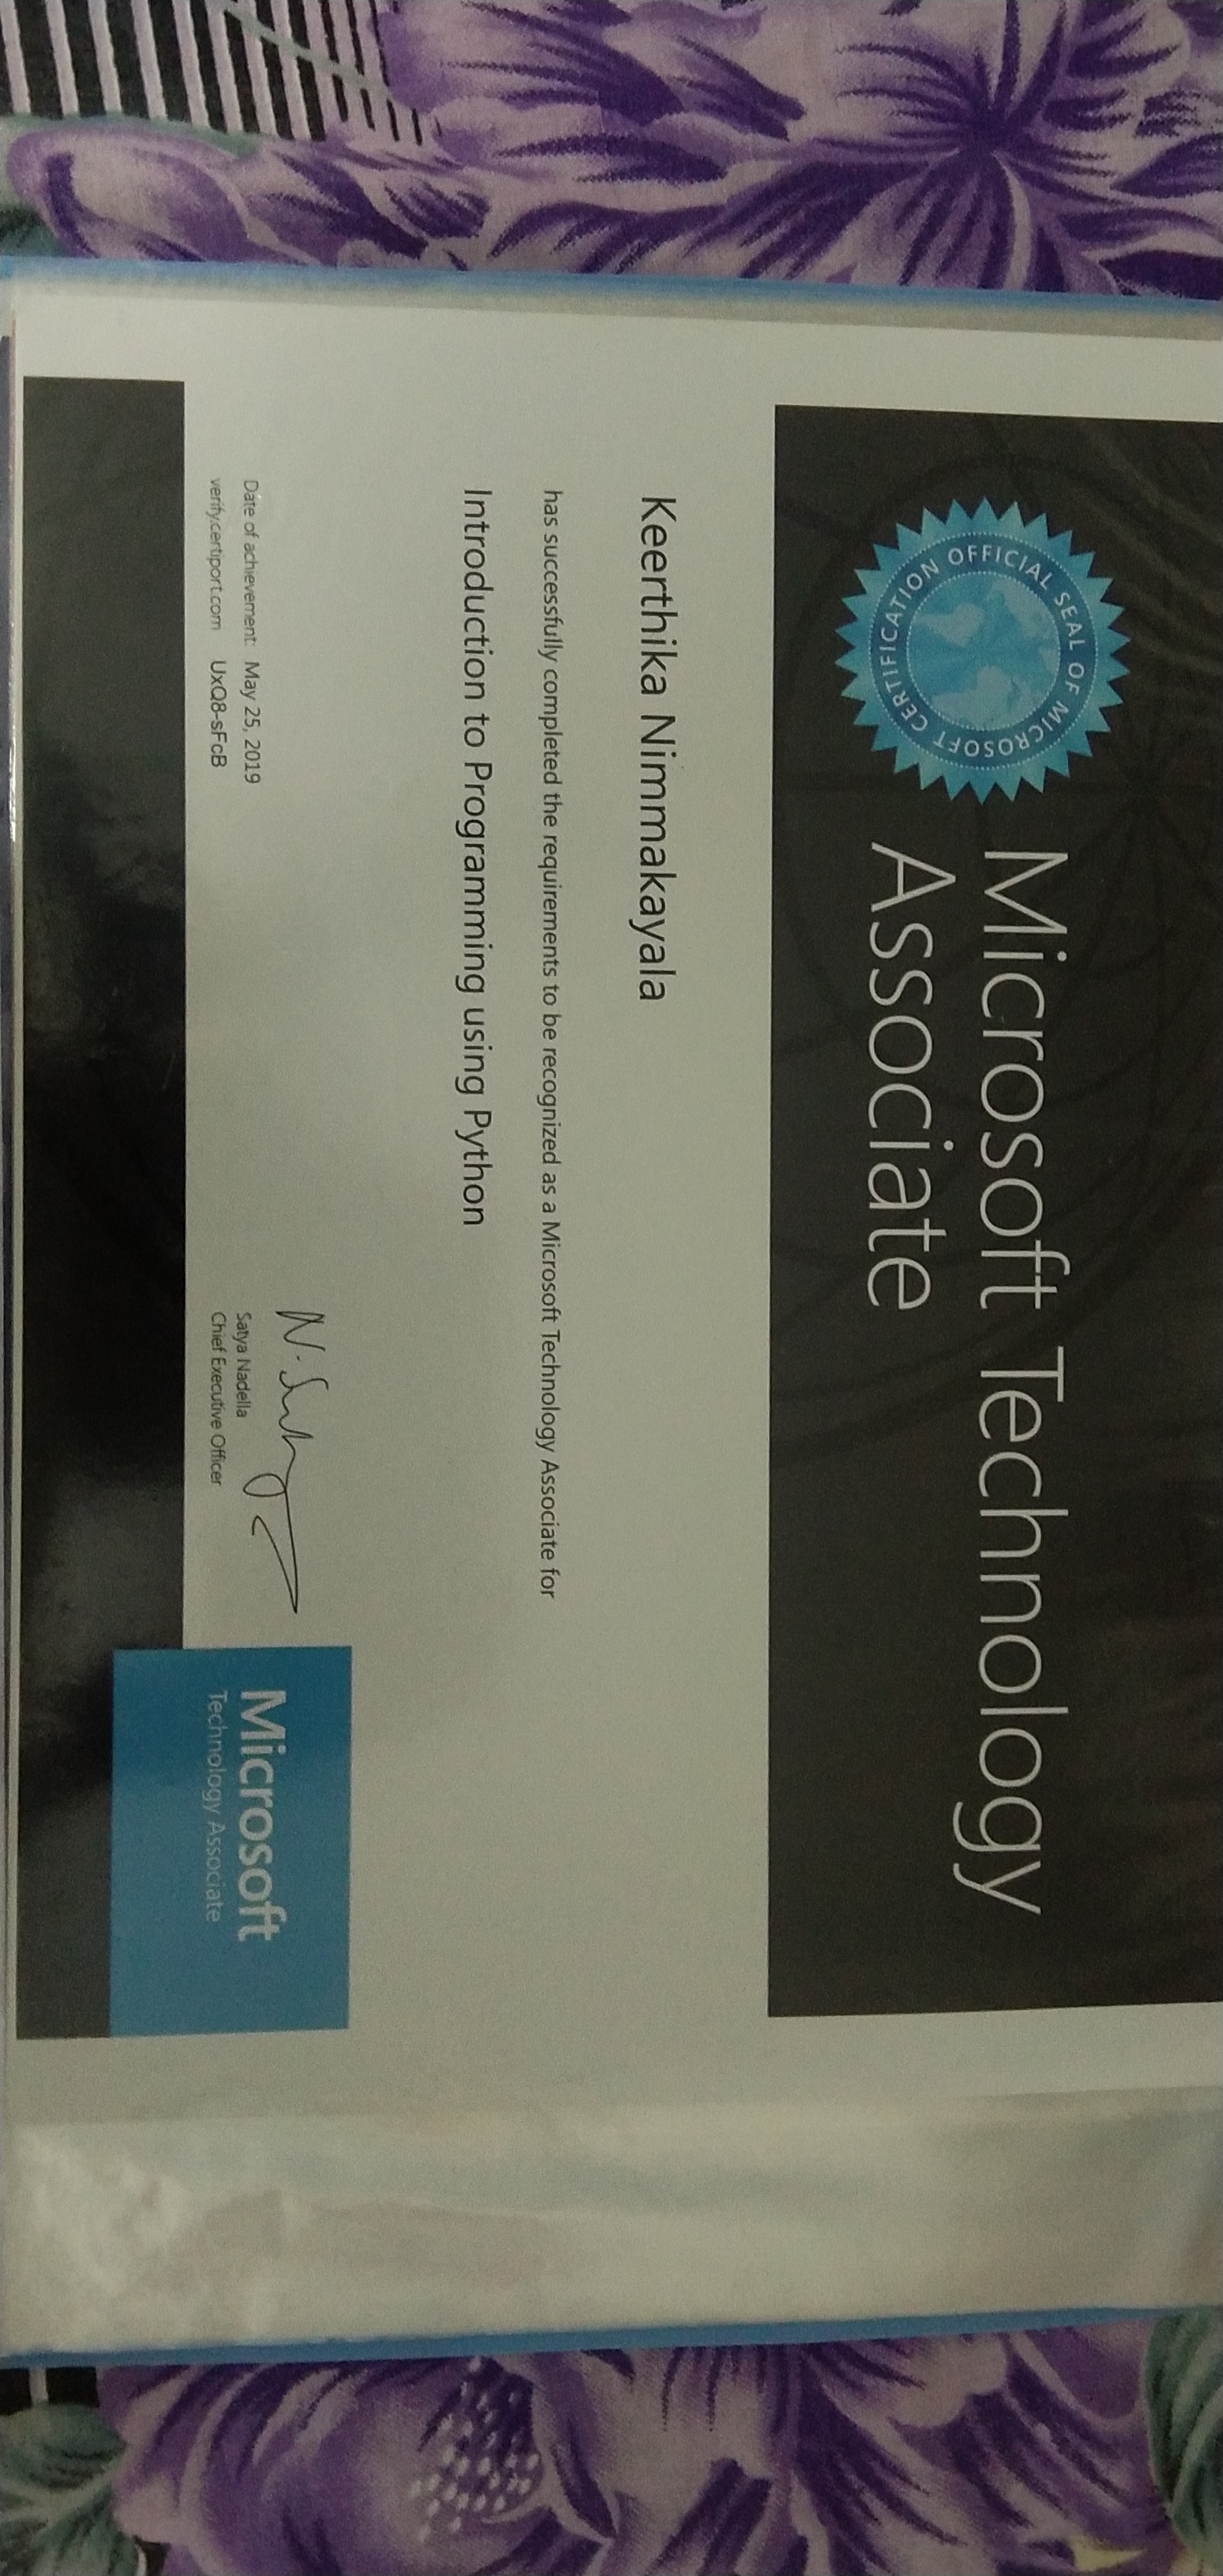 OFFICIAL SEAL OF MICROSOFT CERTIFICATION
Microsoft Technology
Associate
Keerthika Nimmakayala
has successfully completed the requirements to be recognized as a Microsoft Technology Associate for
Introduction to Programming using Python
N. Satya
Satya Nadella
Chief Executive Officer
Date of achievement: May 25, 2019
verify.certiport.com UxQ8-sFcB
Microsoft
Technology Associate